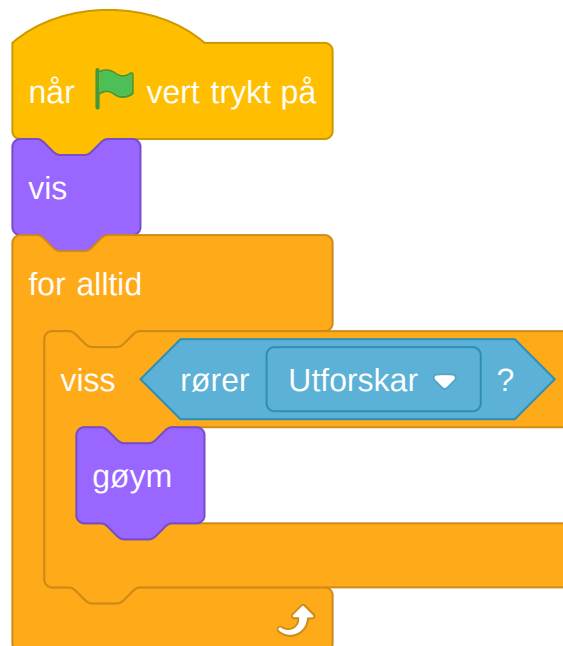 når vert trykt på
vis
for alltid
viss rører Utforskar ?
gøym